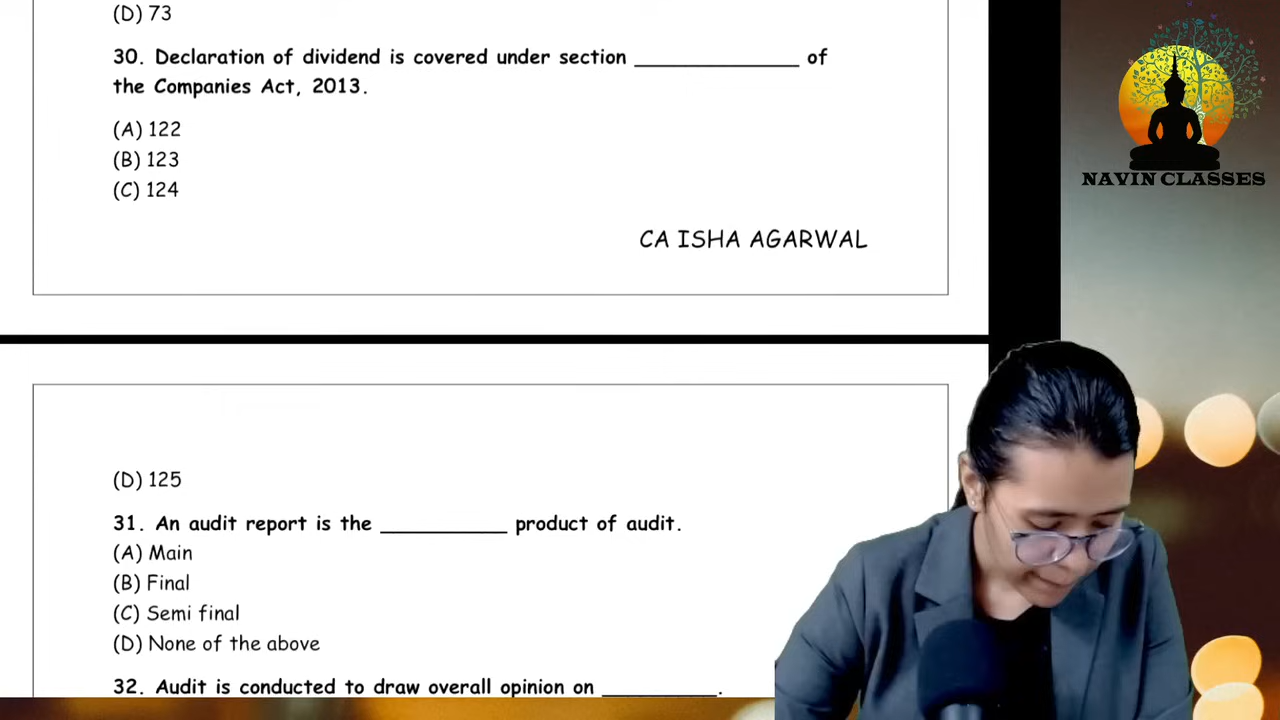 (D) 73
30. Declaration of dividend is covered under section _____________ of
the Companies Act, 2013.
(A) 122
(B) 123
(C) 124
CA ISHA AGARWAL
NAVIN CLASSES
(D) 125
31. An audit report is the __________ product of audit.
(A) Main
(B) Final
(C) Semi final
(D) None of the above
32. Audit is conducted to draw overall opinion on _________.